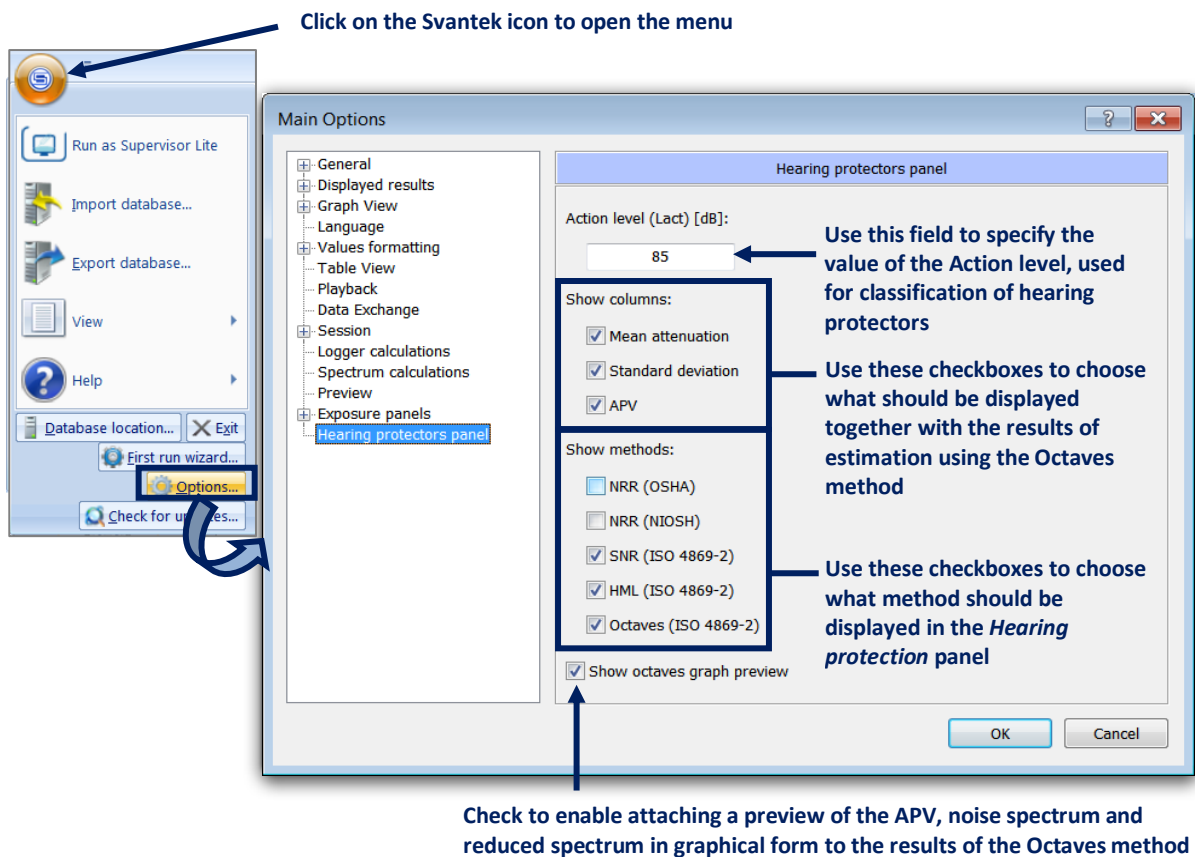 Click on the Svantek icon to open the menu
Run as Supervisor Lite
Import database...
Export database...
View
Help
Database location...
Exit
First run wizard...
Options...
Check for
es...
Main Options
General
Displayed results
Graph View
Language
Values formatting
Table View
Playback
Data Exchange
Session
Logger calculations
Spectrum calculations
Preview
Exposure panels
Hearing protectors panel
Hearing protectors panel
Action level (Lact) [dB]:
85
Show columns:
Mean attenuation
Standard deviation
APV
Show methods:
NRR (OSHA)
NRR (NIOSH)
SNR (ISO 4869-2)
HML (ISO 4869-2)
Octaves (ISO 4869-2)
Show octaves graph preview
OK
Cancel
Use this field to specify the
value of the Action level, used
for classification of hearing
protectors
Use these checkboxes to choose
what should be displayed
together with the results of
estimation using the Octaves
method
Use these checkboxes to choose
what method should be
displayed in the Hearing
protection panel
Check to enable attaching a preview of the APV, noise spectrum and
reduced spectrum in graphical form to the results of the Octaves method